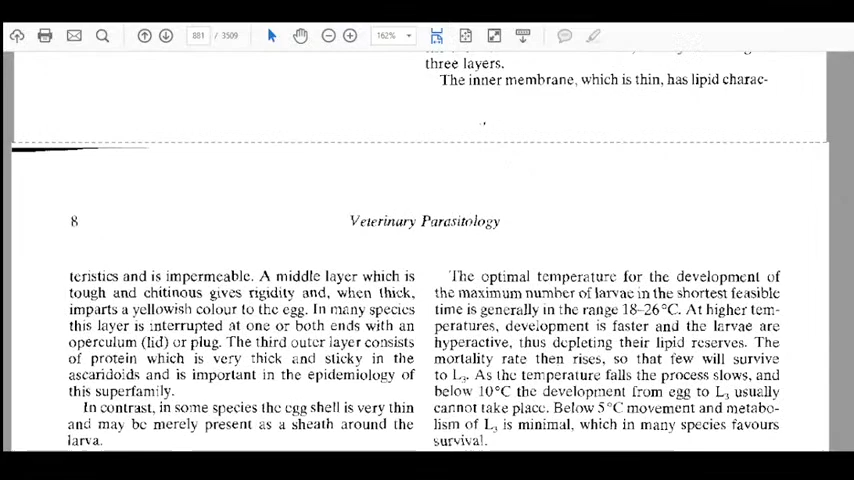 881 / 3509
162%
three layers.
The inner membrane, which is thin, has lipid charac-
8
Veterinary Parasitology
teristics and is impermeable. A middle layer which is
tough and chitinous gives rigidity and, when thick,
imparts a yellowish colour to the egg. In many species
this layer is interrupted at one or both ends with an
operculum (lid) or plug. The third outer layer consists
of protein which is very thick and sticky in the
ascaridoids and is important in the epidemiology of
this superfamily.
In contrast, in some species the egg shell is very thin
and may be merely present as a sheath around the
larva.
The optimal temperature for the development of
the maximum number of larvae in the shortest feasible
time is generally in the range 18–26°C. At higher tem-
peratures, development is faster and the larvae are
hyperactive, thus depleting their lipid reserves. The
mortality rate then rises, so that few will survive
to L₃. As the temperature falls the process slows, and
below 10°C the development from egg to L₃ usually
cannot take place. Below 5°C movement and metabo-
lism of L₃ is minimal, which in many species favours
survival.